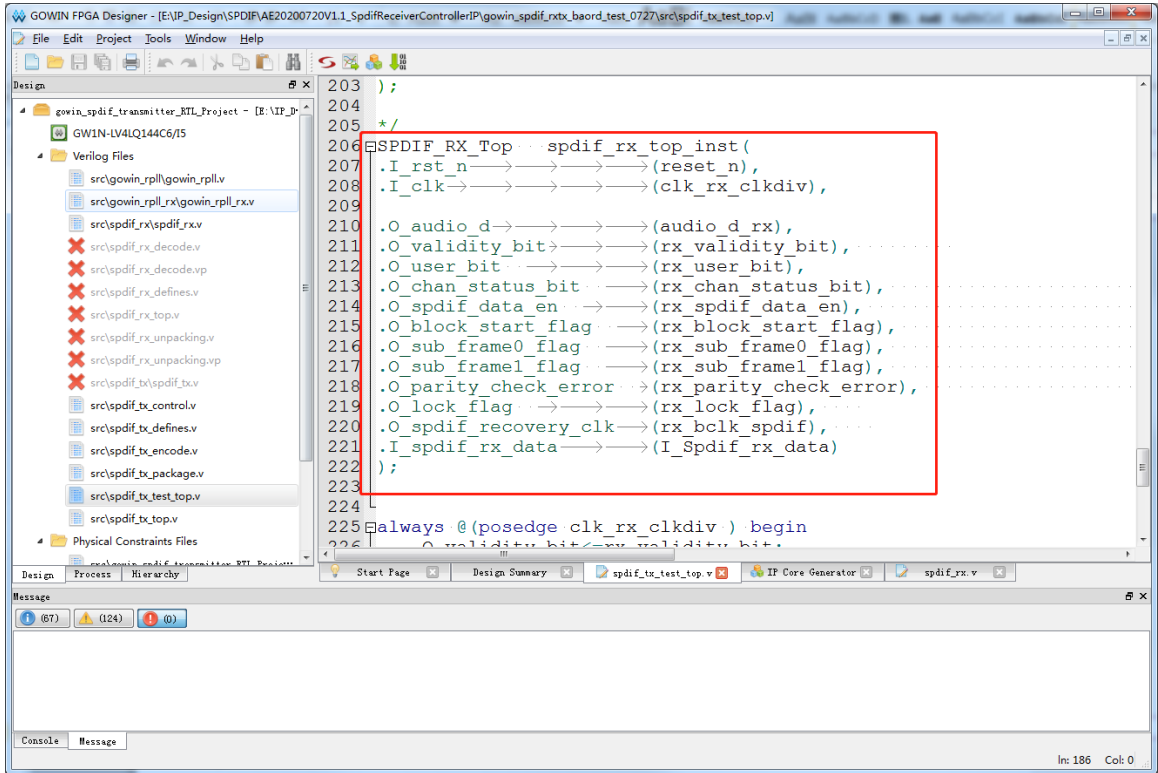 GOWIN FPGA Designer - [E:\IP_Design\SPDIF\AE20200720V1.1_SpdifReceiverControllerIP\gowin_spdif_rxtx_baord_test_0727\src\spdif_tx_test_top.v]
File Edit Project Tools Window Help
Design
gowin_spdif_transmitter_RTL_Project - [E:\IP_D
GW1N-LV4LQ144C6/I5
Verilog Files
src\gowin_rpll\gowin_rpll.v
src\gowin_rpll_rx\gowin_rpll_rx.v
src\spdif_rx\spdif_rx.v
src\spdif_rx_decode.v
src\spdif_rx_decode.vp
src\spdif_rx_defines.v
src\spdif_rx_top.v
src\spdif_rx_unpacking.v
src\spdif_rx_unpacking.vp
src\spdif_tx\spdif_tx.v
src\spdif_tx_control.v
src\spdif_tx_defines.v
src\spdif_tx_encode.v
src\spdif_tx_package.v
src\spdif_tx_test_top.v
src\spdif_tx_top.v
Physical Constraints Files
Design Process Hierarchy
203 );
204
205 */
206 SPDIF_RX_Top spdif_rx_top_inst(
207 .I_rst_n (reset_n),
208 .I_clk (clk_rx_clkdiv),
209
210 .O_audio_d (audio_d_rx),
211 .O_validity_bit (rx_validity_bit),
212 .O_user_bit (rx_user_bit),
213 .O_chan_status_bit (rx_chan_status_bit),
214 .O_spdif_data_en (rx_spdif_data_en),
215 .O_block_start_flag (rx_block_start_flag),
216 .O_sub_frame0_flag (rx_sub_frame0_flag),
217 .O_sub_frame1_flag (rx_sub_frame1_flag),
218 .O_parity_check_error (rx_parity_check_error),
219 .O_lock_flag (rx_lock_flag),
220 .O_spdif_recovery_clk (rx_bclk_spdif),
221 .I_spdif_rx_data (I_Spdif_rx_data)
222 );
223
224
225 always @(posedge clk_rx_clkdiv ) begin
226 O_validity_bit<=rx_validity_bit;
Start Page Design Summary spdif_tx_test_top.v IP Core Generator spdif_rx.v
Message
(67) (124) (0)
Console Message
ln: 186 Col: 0